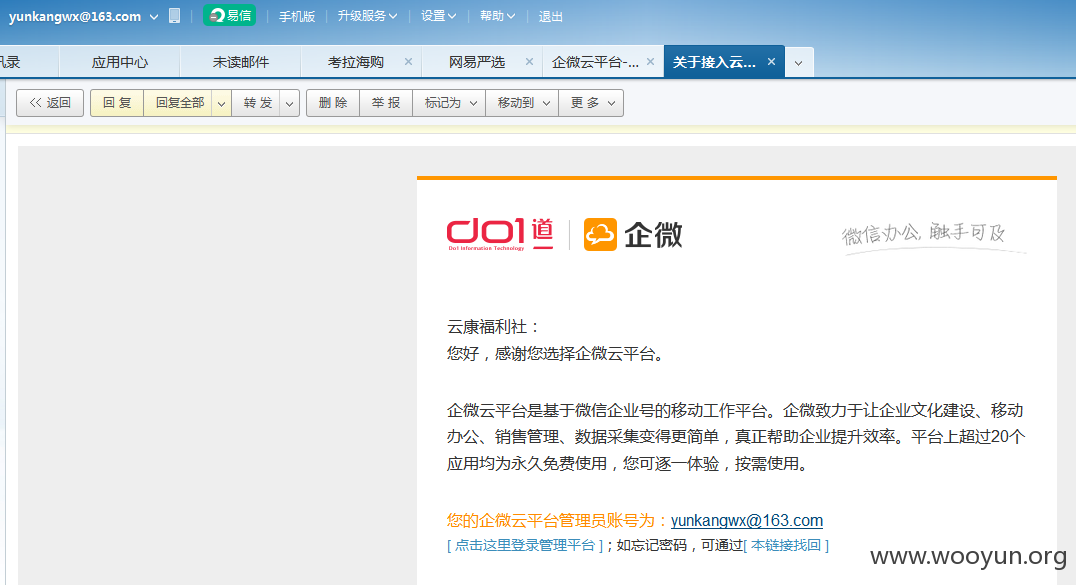 yunkangwx@163.com 易信 手机版 升级服务 设置 帮助 退出
讯录 应用中心 未读邮件 考拉海购 × 网易严选 × 企微云平台-... × 关于接入云... ×
<< 返回 回 复 回复全部 转 发 删 除 举 报 标记为 移动到 更 多
do1 道 企微 微信办公, 触手可及
Do1 Information Technology
云康福利社：
您好，感谢您选择企微云平台。
企微云平台是基于微信企业号的移动工作平台。企微致力于让企业文化建设、移动
办公、销售管理、数据采集变得更简单，真正帮助企业提升效率。平台上超过20个
应用均为永久免费使用，您可逐一体验，按需使用。
您的企微云平台管理员账号为：yunkangwx@163.com
[ 点击这里登录管理平台 ]；如忘记密码，可通过[ 本链接找回 ]
www.wooyun.org